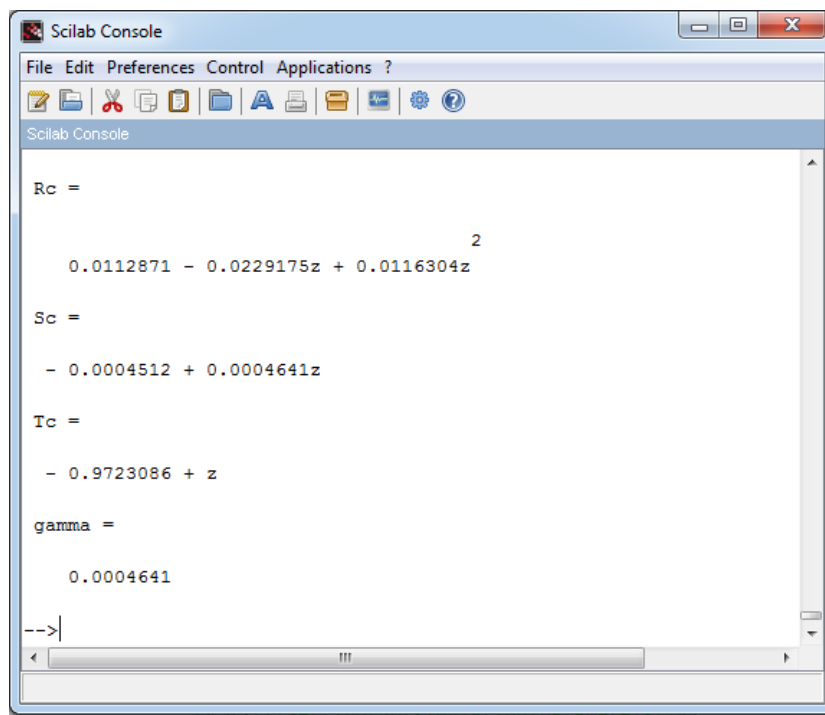 Scilab Console
File Edit Preferences Control Applications ?
Scilab Console
Rc =
2
0.0112871 - 0.0229175z + 0.0116304z
Sc =
- 0.0004512 + 0.0004641z
Tc =
- 0.9723086 + z
gamma =
0.0004641
-->